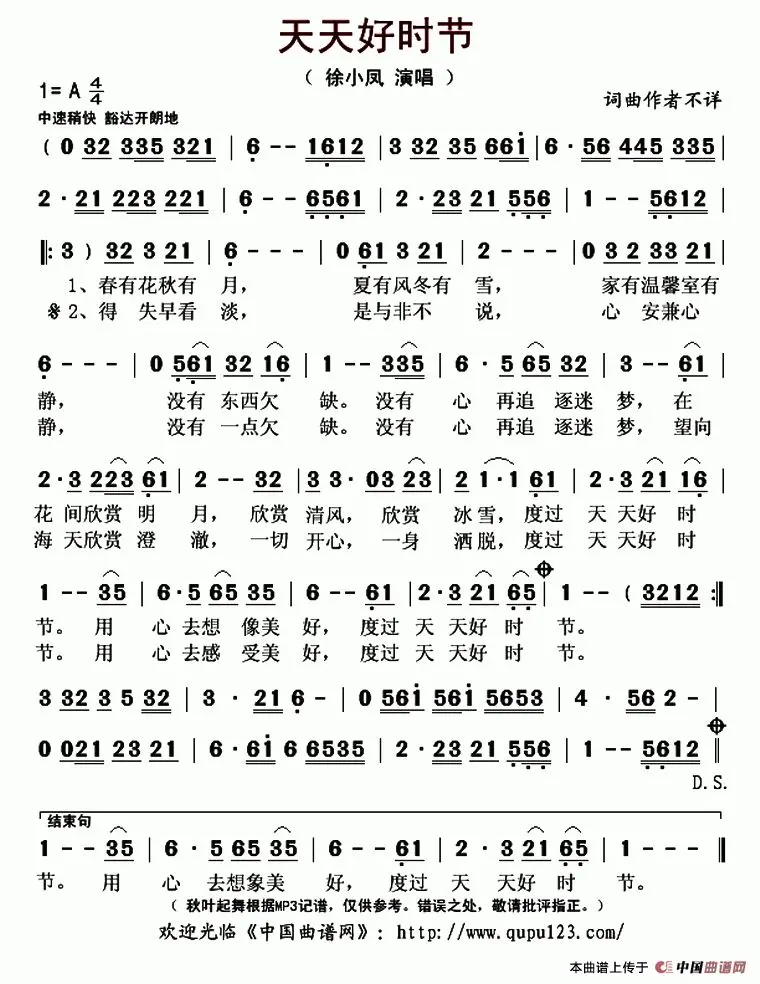 天天好时节
（ 徐小凤 演唱 ）
1= A 4/4
词曲作者不详
中速稍快 豁达开朗地
( 0 32 335 321 | 6 - - 1612 | 3 32 35 661 | 6 · 56 445 335 |
2 · 21 223 221 | 6 - - 6561 | 2 · 23 21 556 | 1 - - 5612 |
‖: 3 ) 32 3 21 | 6 - - - | 0 61 3 21 | 2 - - - | 0 32 33 21 |
1、春有花秋有 月， 夏有风冬有 雪， 家有温馨室有
2、得 失早看 淡， 是与非不 说， 心 安兼心
6 - - - | 0 561 32 16 | 1 - - 335 | 6 · 5 65 32 | 3 - - 61 |
静， 没有 东西欠 缺。 没有 心 再追 逐迷 梦， 在
静， 没有 一点欠 缺。 没有 心 再追 逐迷 梦， 望向
2 · 3 223 61 | 2 - - 32 | 3 3 · 03 23 | 2 1 · 1 61 | 2 · 3 21 16 |
花 间欣赏 明 月， 欣赏 清风， 欣赏 冰雪， 度过 天 天好 时
海 天欣赏 澄 澈， 一切 开心， 一身 洒脱， 度过 天 天好 时
1 - - 35 | 6 · 5 65 35 | 6 - - 61 | 2 · 3 21 65 | 1 - - ( 3212 :‖
节。 用 心 去想 像美 好， 度过 天 天好 时 节。
节。 用 心 去感 受美 好， 度过 天 天好 时 节。
3 32 3 5 32 | 3 · 21 6 - | 0 561 561 5653 | 4 · 56 2 - |
0 021 23 21 | 6 · 61 6 6535 | 2 · 23 21 556 | 1 - - 5612 ‖
D.S.
结束句
1 - - 35 | 6 · 5 65 35 | 6 - - 61 | 2 · 3 21 65 | 1 - - - ‖
节。 用 心 去想象美 好， 度过 天 天好 时 节。
（ 秋叶起舞根据MP3记谱，仅供参考。错误之处，敬请批评指正。）
欢迎光临《中国曲谱网》：http://www.qupu123.com/
本曲谱上传于 中国曲谱网